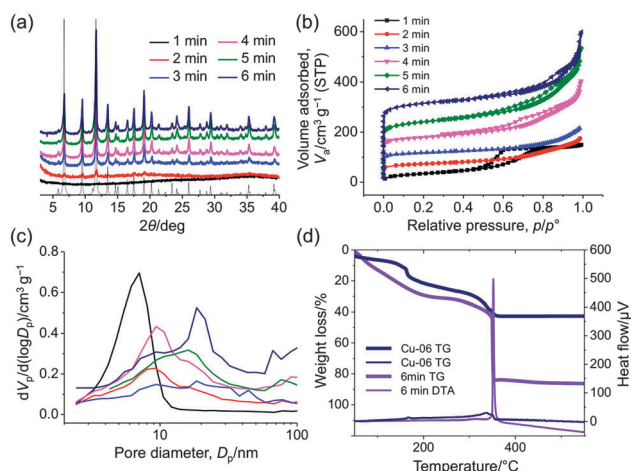 (a)
1 min 4 min
2 min 5 min
3 min 6 min
5 10 15 20 25 30 35 40
2θ/deg
(b)
600
400
200
0
Volume adsorbed,
Va/cm³ g⁻¹ (STP)
1 min
2 min
3 min
4 min
5 min
6 min
0.0 0.2 0.4 0.6 0.8 1.0
Relative pressure, p/p°
(c)
0.8
0.6
0.4
0.2
0.0
dVp/d(logDp)/cm³ g⁻¹
10 100
Pore diameter, Dp/nm
(d)
0
20
40
60
80
100
Weight loss/%
Cu-06 TG
Cu-06 TG
6min TG
6 min DTA
600
500
400
300
200
100
0
Heat flow/μV
200 400
Temperature/°C